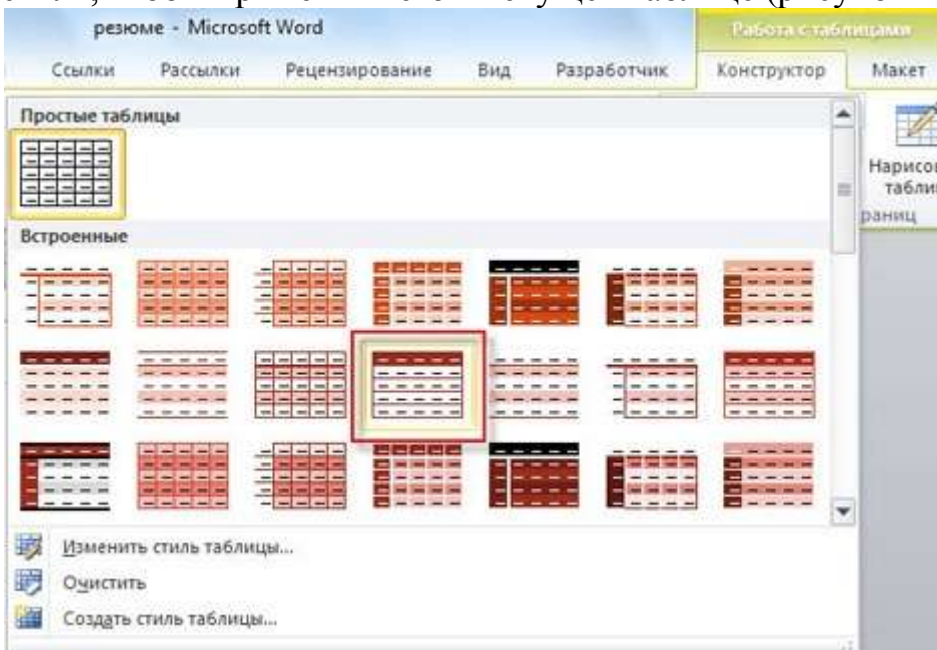 резюме - Microsoft Word
Работа с таблицами
Ссылки Рассылки Рецензирование Вид Разработчик Конструктор Макет
Простые таблицы
Встроенные
Изменить стиль таблицы...
Очистить
Создать стиль таблицы...